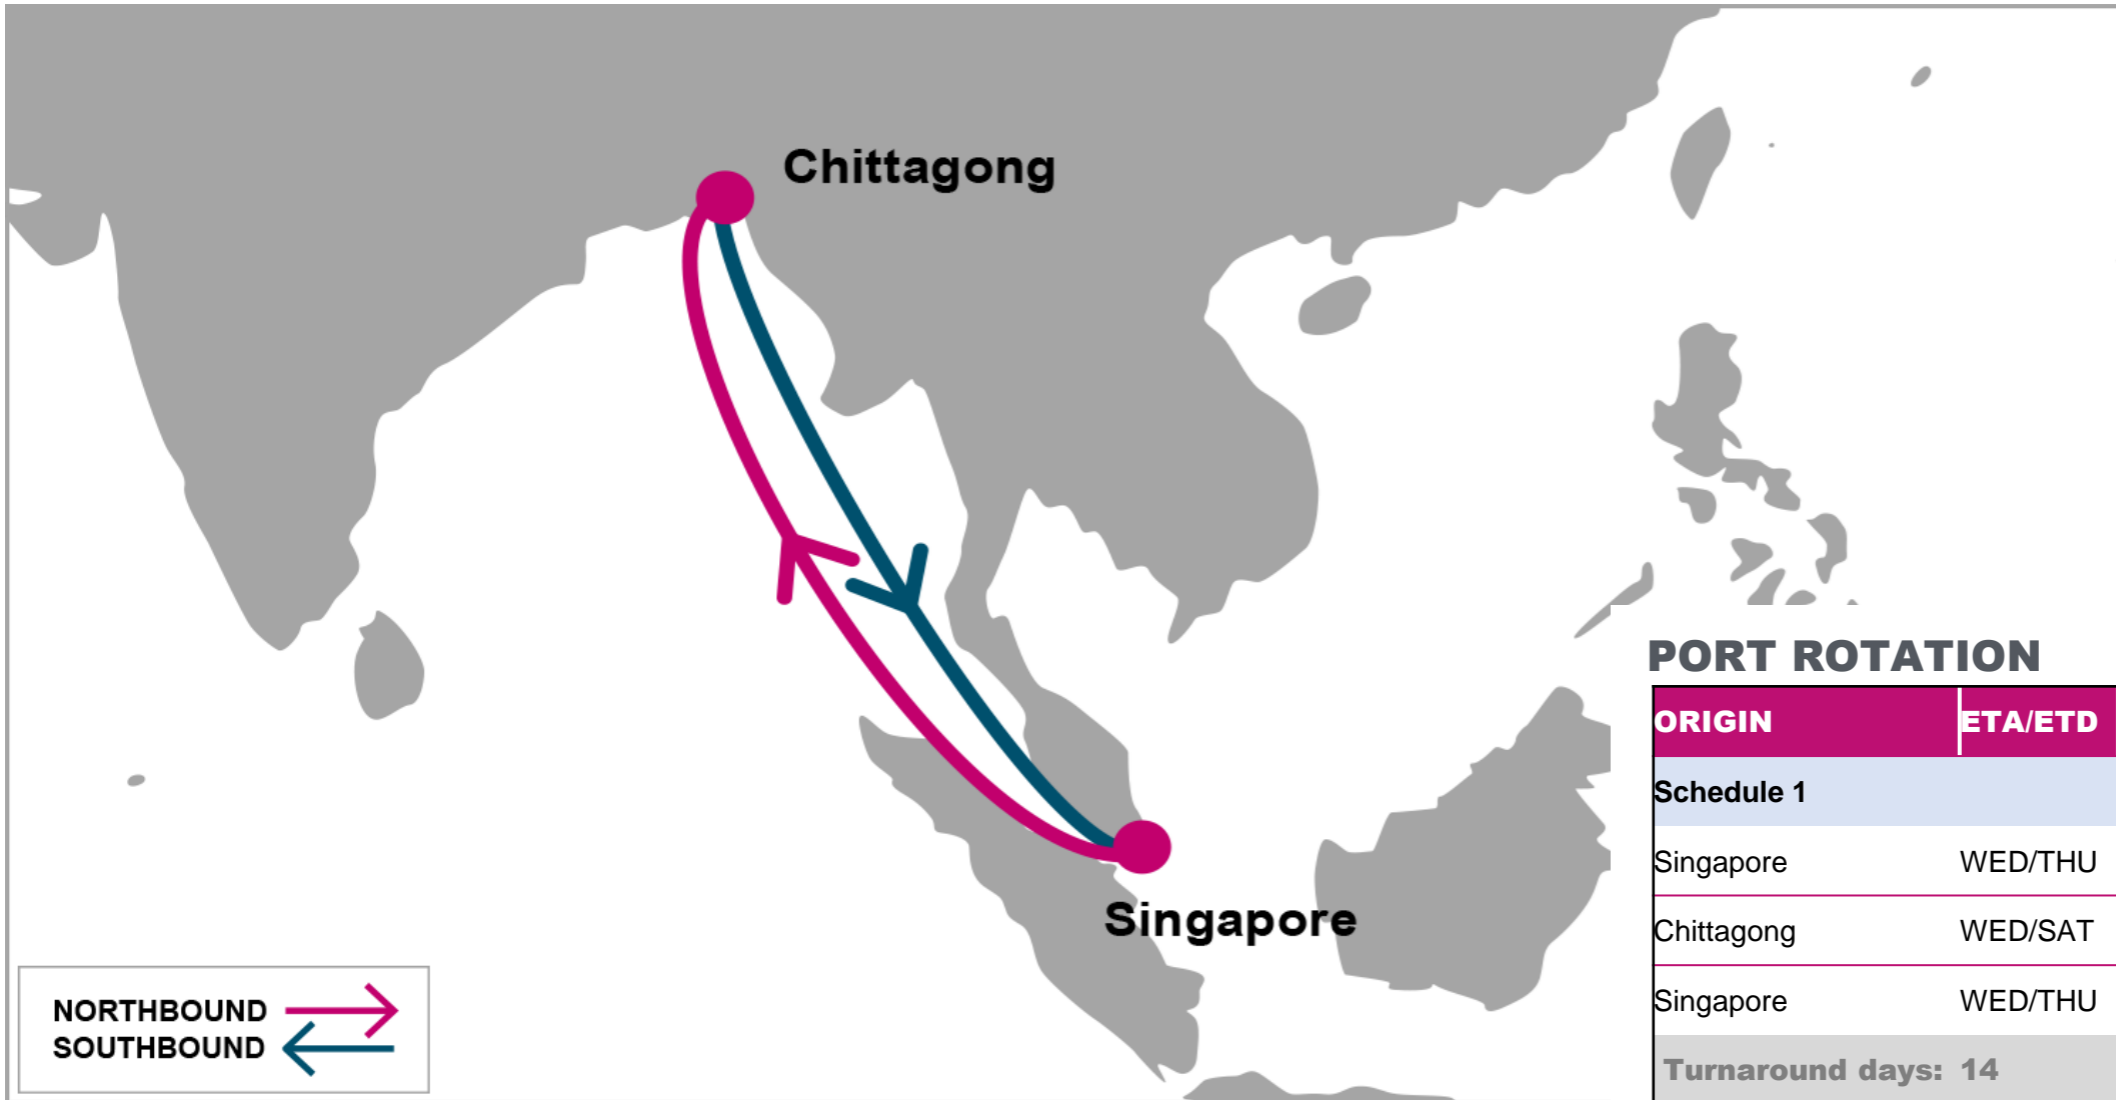 Chittagong
Singapore
NORTHBOUND
SOUTHBOUND
PORT ROTATION
ORIGIN ETA/ETD
Schedule 1
Singapore WED/THU
Chittagong WED/SAT
Singapore WED/THU
Turnaround days: 14